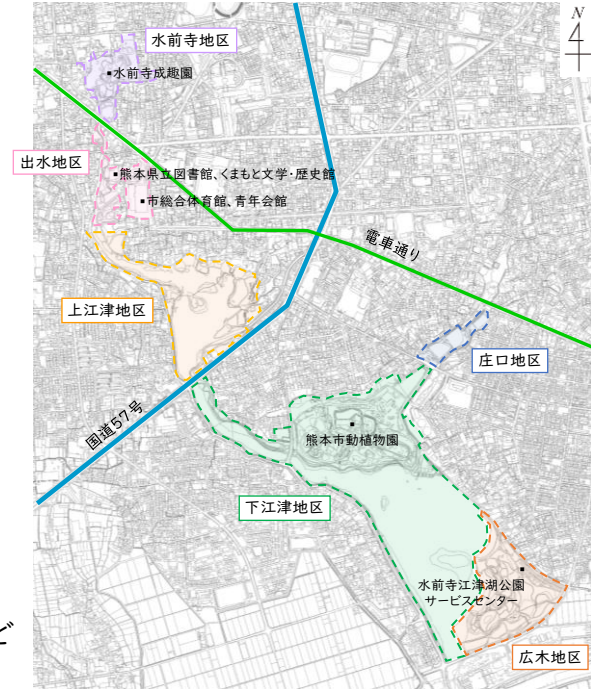 N
水前寺地区
▪水前寺成趣園
出水地区
▪熊本県立図書館、くまもと文学・歴史館
▪市総合体育館、青年会館
電車通り
上江津地区
庄口地区
国道57号
熊本市動植物園
下江津地区
水前寺江津湖公園
サービスセンター
ど
広木地区